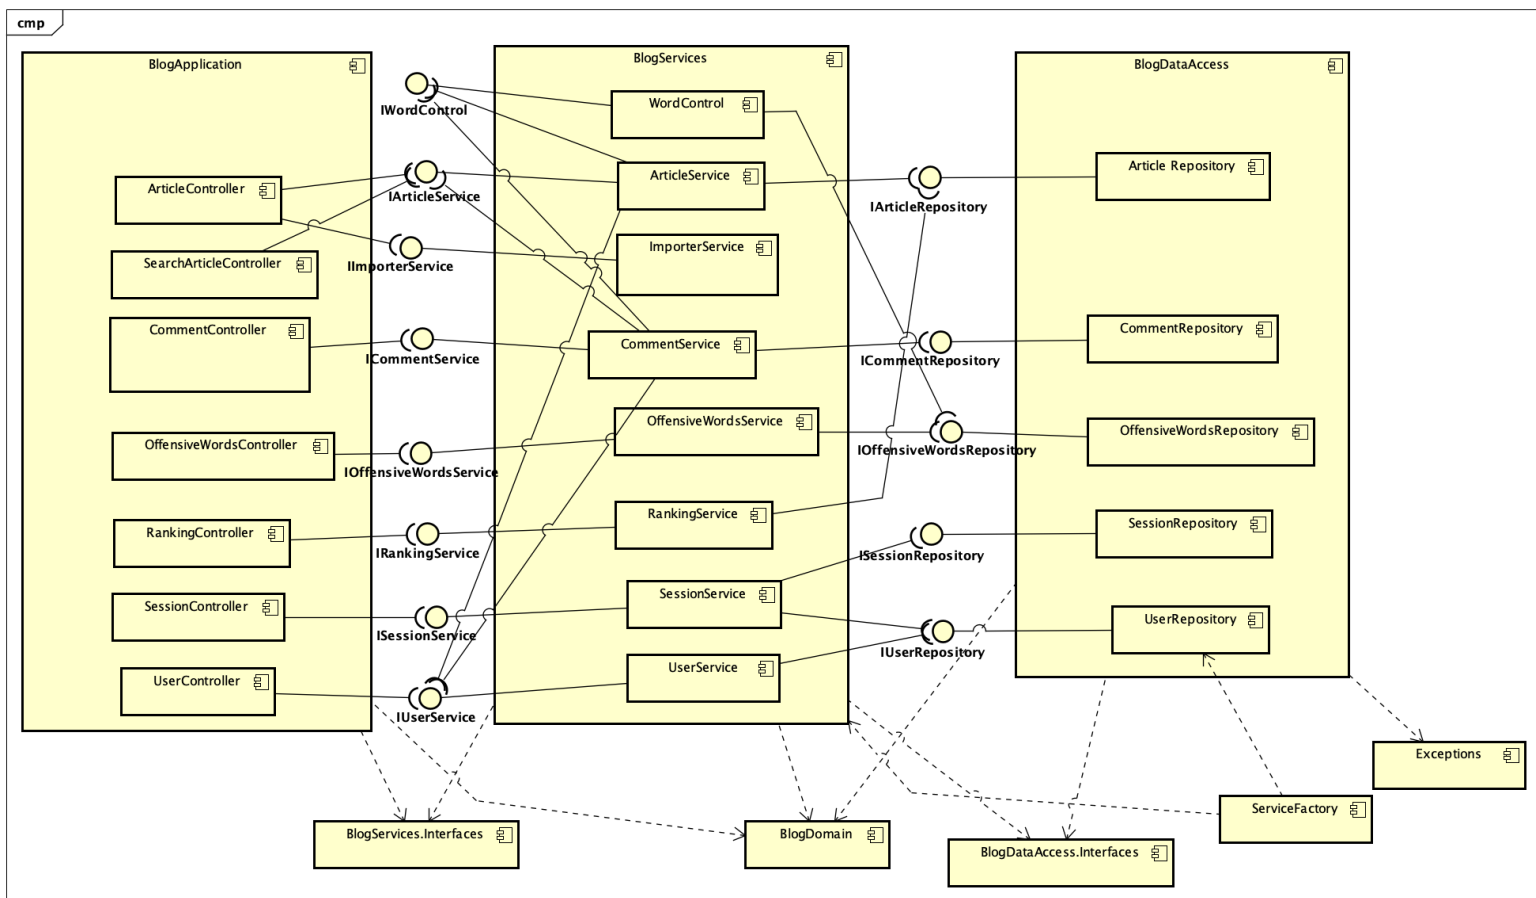 cmp
BlogApplication
BlogServices
BlogDataAccess
IWordControl
WordControl
ArticleController
IArticleService
ArticleService
IArticleRepository
Article Repository
SearchArticleController
IImporterService
ImporterService
CommentController
ICommentService
CommentService
ICommentRepository
CommentRepository
OffensiveWordsController
IOffensiveWordsService
OffensiveWordsService
IOffensiveWordsRepository
OffensiveWordsRepository
RankingController
IRankingService
RankingService
ISessionRepository
SessionRepository
SessionController
ISessionService
SessionService
IUserRepository
UserRepository
UserController
IUserService
UserService
Exceptions
ServiceFactory
BlogServices.Interfaces
BlogDomain
BlogDataAccess.Interfaces